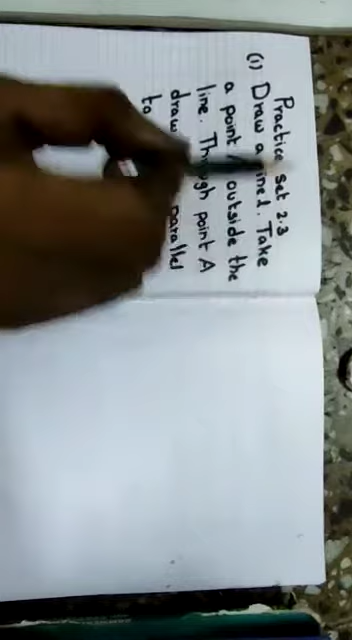 Practice set 2.3
(1) Draw a line l. Take
a point outside the
line. Through point A
draw parallel
to